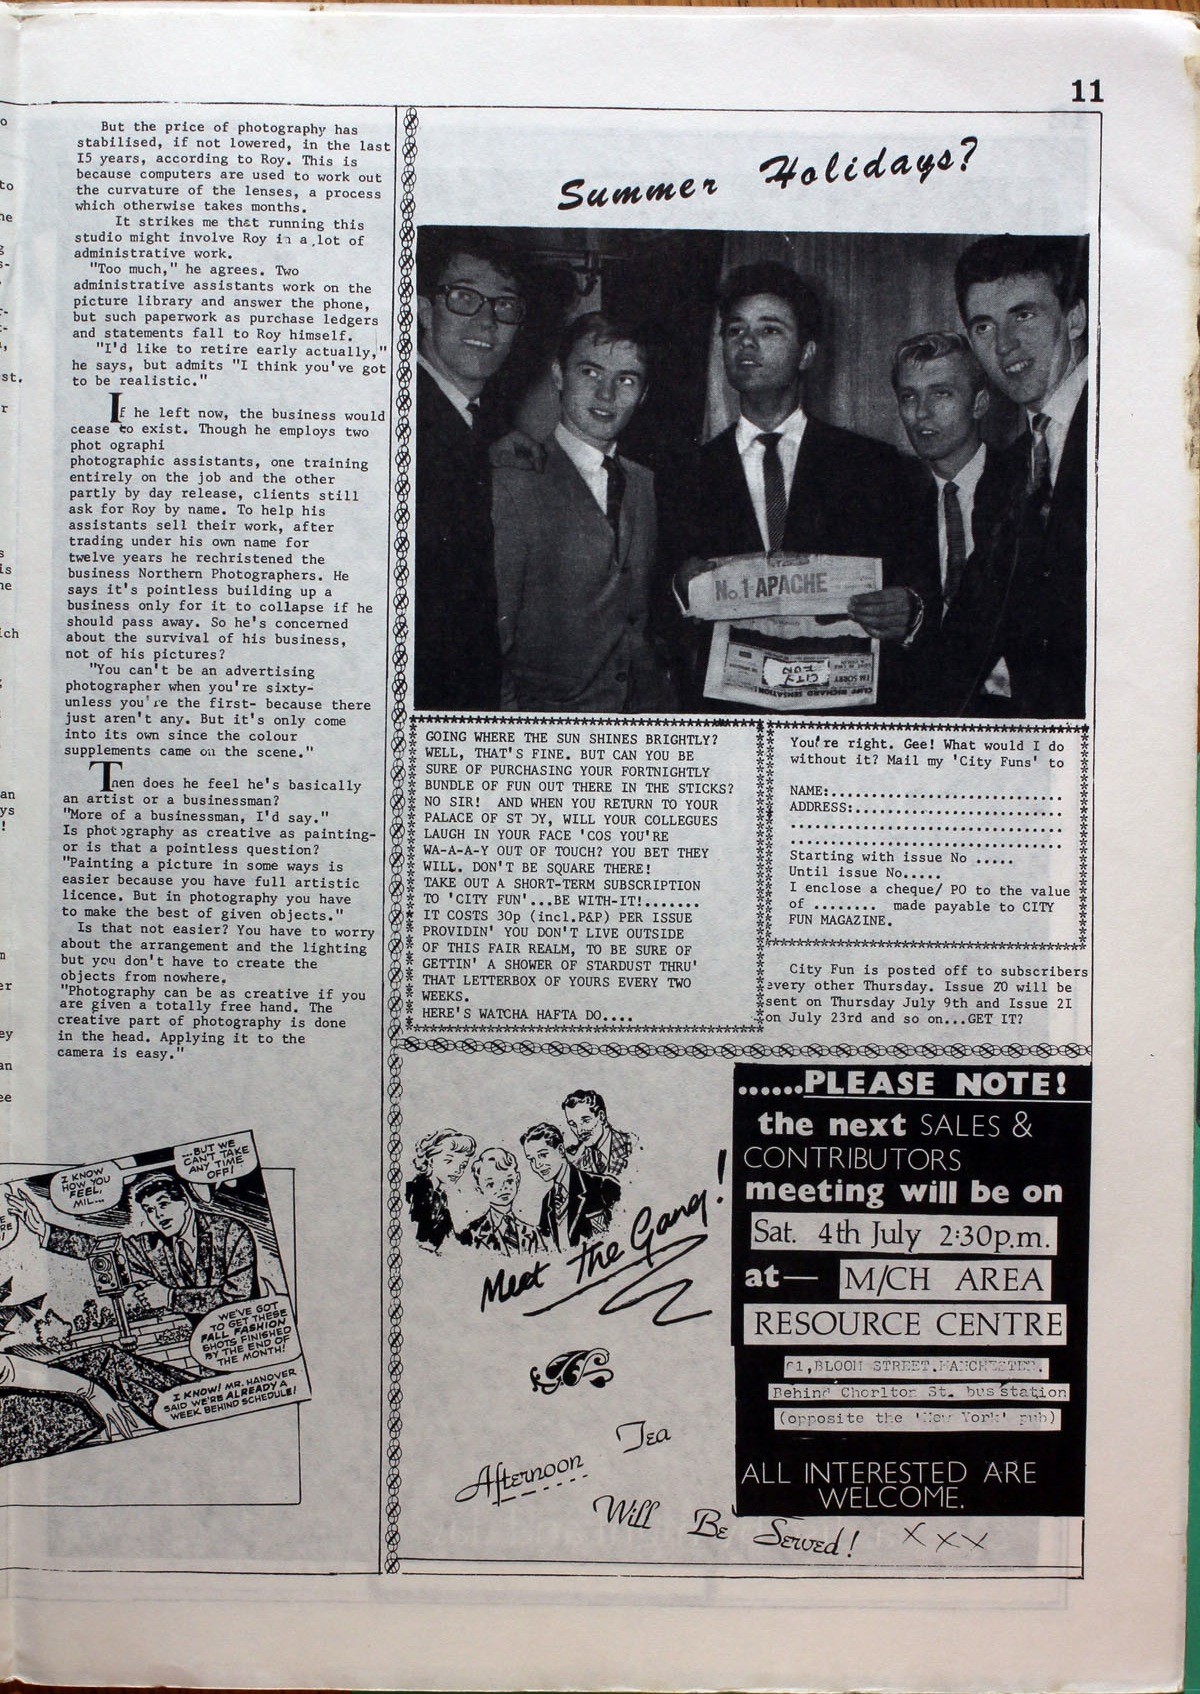 11
But the price of photography has
stabilised, if not lowered, in the last
I5 years, according to Roy. This is
because computers are used to work out
the curvature of the lenses, a process
which otherwise takes months.
It strikes me that running this
studio might involve Roy in a lot of
administrative work.
"Too much," he agrees. Two
administrative assistants work on the
picture library and answer the phone,
but such paperwork as purchase ledgers
and statements fall to Roy himself.
"I'd like to retire early actually,"
he says, but admits "I think you've got
to be realistic."
If he left now, the business would
cease to exist. Though he employs two
phot ographi
photographic assistants, one training
entirely on the job and the other
partly by day release, clients still
ask for Roy by name. To help his
assistants sell their work, after
trading under his own name for
twelve years he rechristened the
business Northern Photographers. He
says it's pointless building up a
business only for it to collapse if he
should pass away. So he's concerned
about the survival of his business,
not of his pictures?
"You can't be an advertising
photographer when you're sixty-
unless you're the first- because there
just aren't any. But it's only come
into its own since the colour
supplements came on the scene."
Then does he feel he's basically
an artist or a businessman?
"More of a businessman, I'd say."
Is photography as creative as painting-
or is that a pointless question?
"Painting a picture in some ways is
easier because you have full artistic
licence. But in photography you have
to make the best of given objects."
Is that not easier? You have to worry
about the arrangement and the lighting
but you don't have to create the
objects from nowhere.
"Photography can be as creative if you
are given a totally free hand. The
creative part of photography is done
in the head. Applying it to the
camera is easy."
I KNOW
HOW YOU
FEEL,
MIL...
...BUT WE
CAN'T TAKE
ANY TIME
OFF!
WE'VE GOT
TO GET THESE
FALL FASHION
SHOTS FINISHED
BY THE END OF
THE MONTH!
I KNOW! MR. HANOVER
SAID WE'RE ALREADY A
WEEK BEHIND SCHEDULE!
Summer Holidays?
No.1 APACHE
CITY
FUN
I'M SORRY
CLIFF RICHARD SENSATION!
GOING WHERE THE SUN SHINES BRIGHTLY?
WELL, THAT'S FINE. BUT CAN YOU BE
SURE OF PURCHASING YOUR FORTNIGHTLY
BUNDLE OF FUN OUT THERE IN THE STICKS?
NO SIR! AND WHEN YOU RETURN TO YOUR
PALACE OF ST DY, WILL YOUR COLLEGUES
LAUGH IN YOUR FACE 'COS YOU'RE
WA-A-A-Y OUT OF TOUCH? YOU BET THEY
WILL. DON'T BE SQUARE THERE!
TAKE OUT A SHORT-TERM SUBSCRIPTION
TO 'CITY FUN'...BE WITH-IT!.......
IT COSTS 30p (incl.P&P) PER ISSUE
PROVIDIN' YOU DON'T LIVE OUTSIDE
OF THIS FAIR REALM, TO BE SURE OF
GETTIN' A SHOWER OF STARDUST THRU'
THAT LETTERBOX OF YOURS EVERY TWO
WEEKS.
HERE'S WATCHA HAFTA DO....
You're right. Gee! What would I do
without it? Mail my 'City Funs' to
NAME:.............................
ADDRESS:..........................
..................................
..................................
Starting with issue No .....
Until issue No.....
I enclose a cheque/ PO to the value
of ........ made payable to CITY
FUN MAGAZINE.
City Fun is posted off to subscribers
every other Thursday. Issue 20 will be
sent on Thursday July 9th and Issue 2I
on July 23rd and so on...GET IT?
Meet The Gang!
Afternoon Tea
Will Be Served! XXX
......PLEASE NOTE!
the next SALES &
CONTRIBUTORS
meeting will be on
Sat. 4th July 2:30p.m.
at— M/CH AREA
RESOURCE CENTRE
61,BLOOM STREET.MANCHESTER.
Behind Chorlton St. bus station
(opposite the 'New York' pub)
ALL INTERESTED ARE
WELCOME.